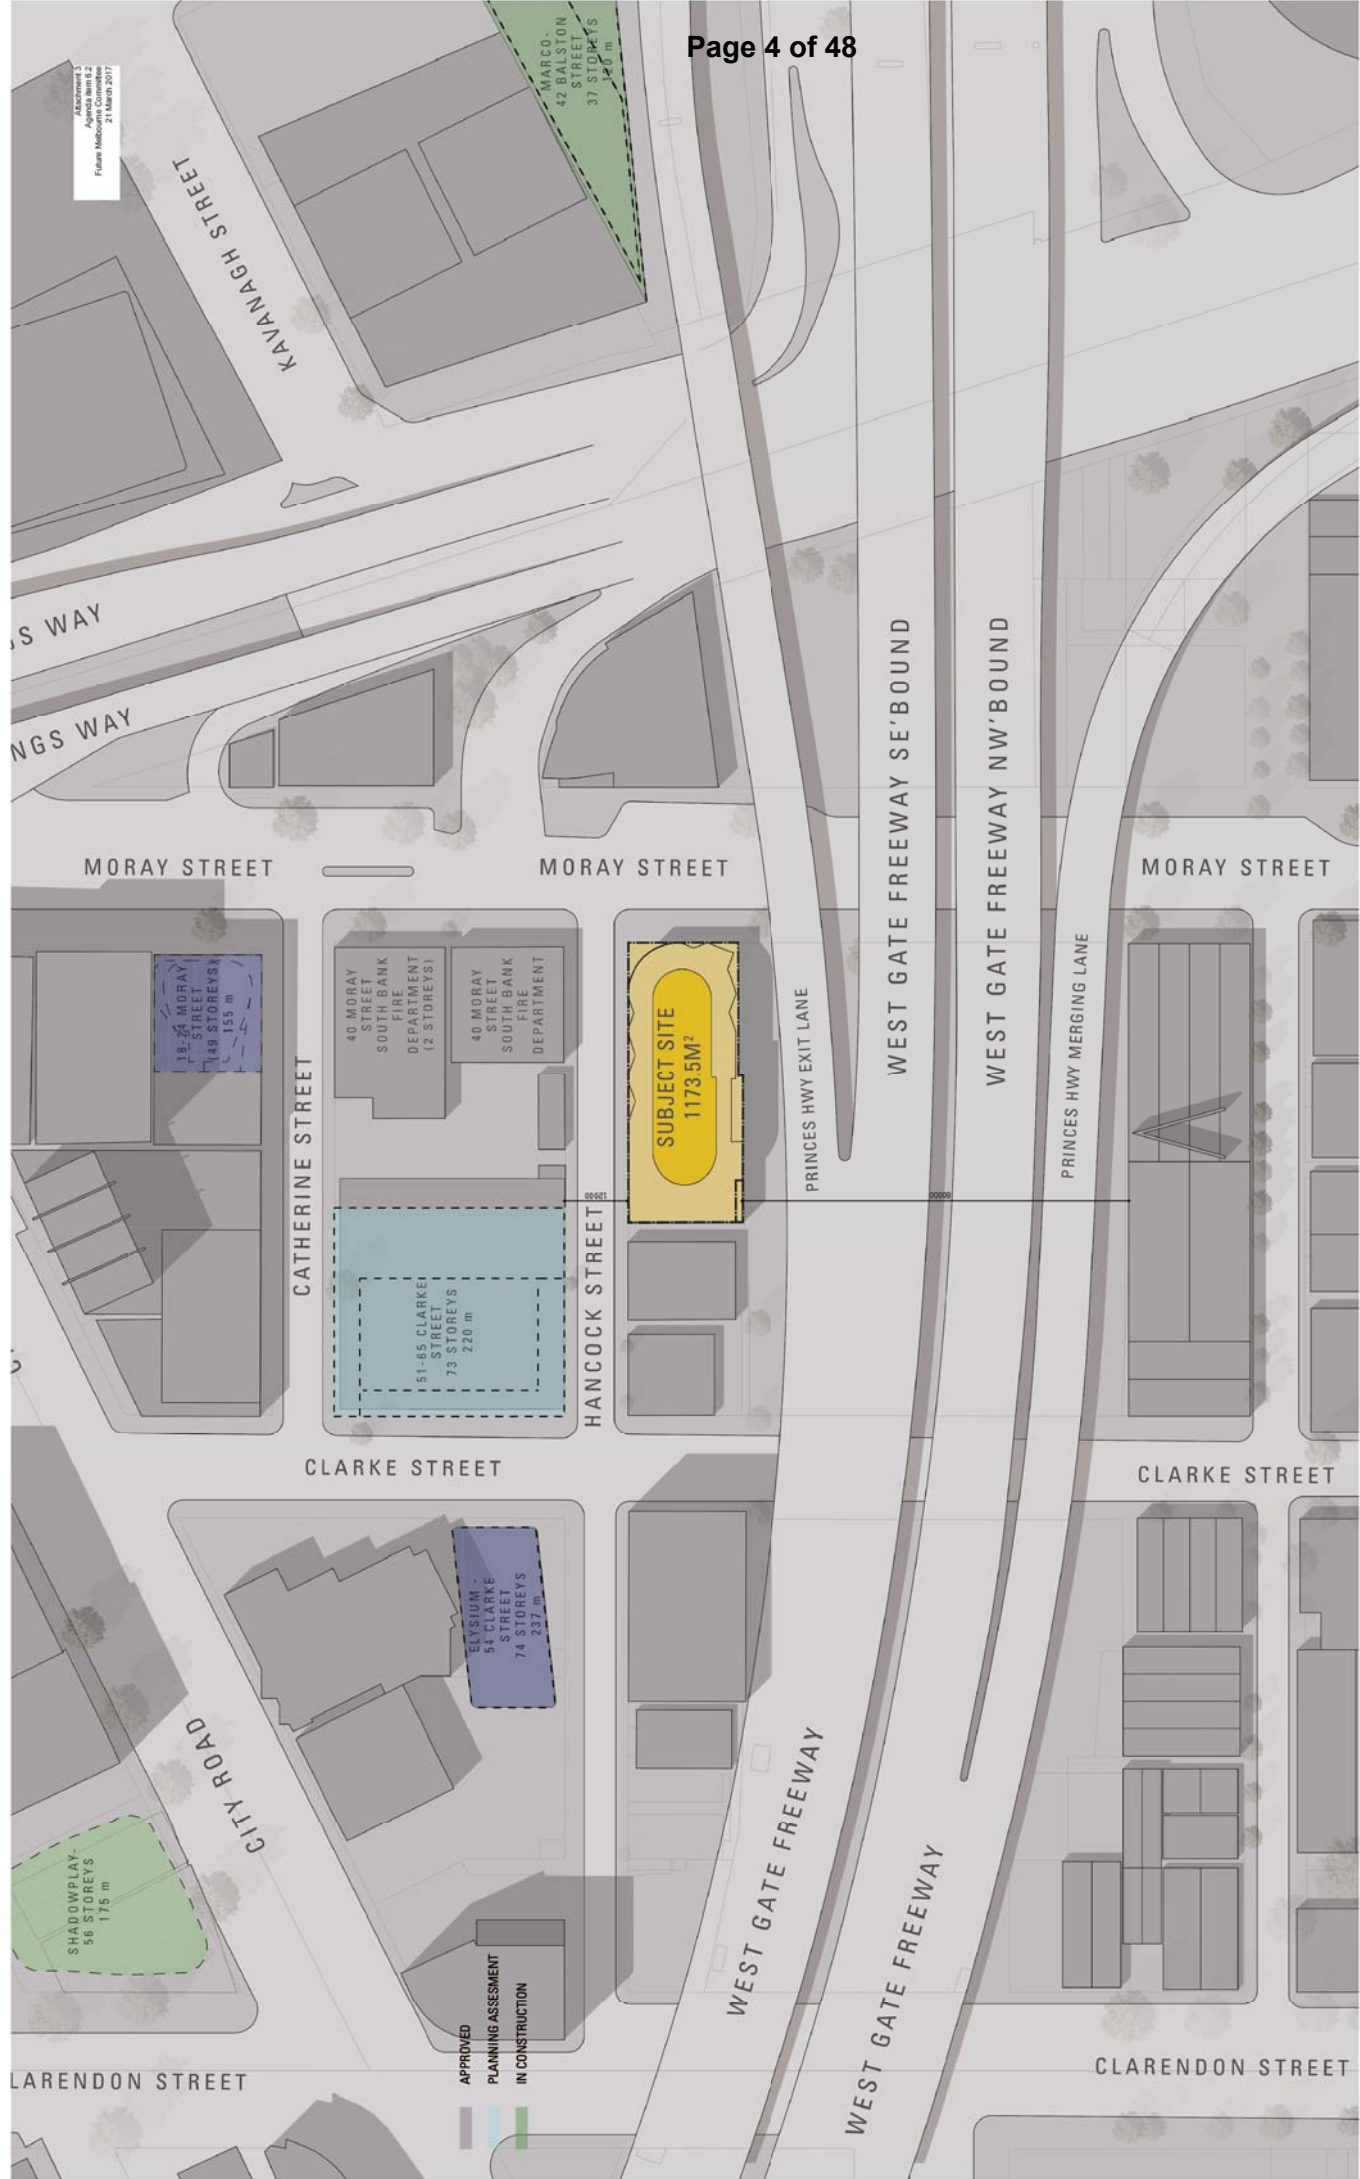 Page 4 of 48
Attachment 3
Agenda item 6.2
Future Melbourne Committee
21 March 2017
MARCO-
42 BALSTON
STREET
37 STOREYS
KAVANAGH STREET
GS WAY
NGS WAY
WEST GATE FREEWAY SE'BOUND
WEST GATE FREEWAY NW'BOUND
MORAY STREET
MORAY STREET
MORAY STREET
18-24 MORAY
STREET
(49 STOREYS)
155 m
40 MORAY
STREET
SOUTH BANK
FIRE
DEPARTMENT
(2 STOREYS)
40 MORAY
STREET
SOUTH BANK
FIRE
DEPARTMENT
SUBJECT SITE
1173.5M²
PRINCES HWY EXIT LANE
PRINCES HWY MERGING LANE
CATHERINE STREET
12000
80000
HANCOCK STREET
51-65 CLARKE
STREET
73 STOREYS
220 m
CLARKE STREET
CLARKE STREET
ELYSIUM -
54 CLARKE
STREET
74 STOREYS
237 m
CITY ROAD
WEST GATE FREEWAY
WEST GATE FREEWAY
SHADOWPLAY-
56 STOREYS
175 m
APPROVED
PLANNING ASSESMENT
IN CONSTRUCTION
LARENDON STREET
CLARENDON STREET